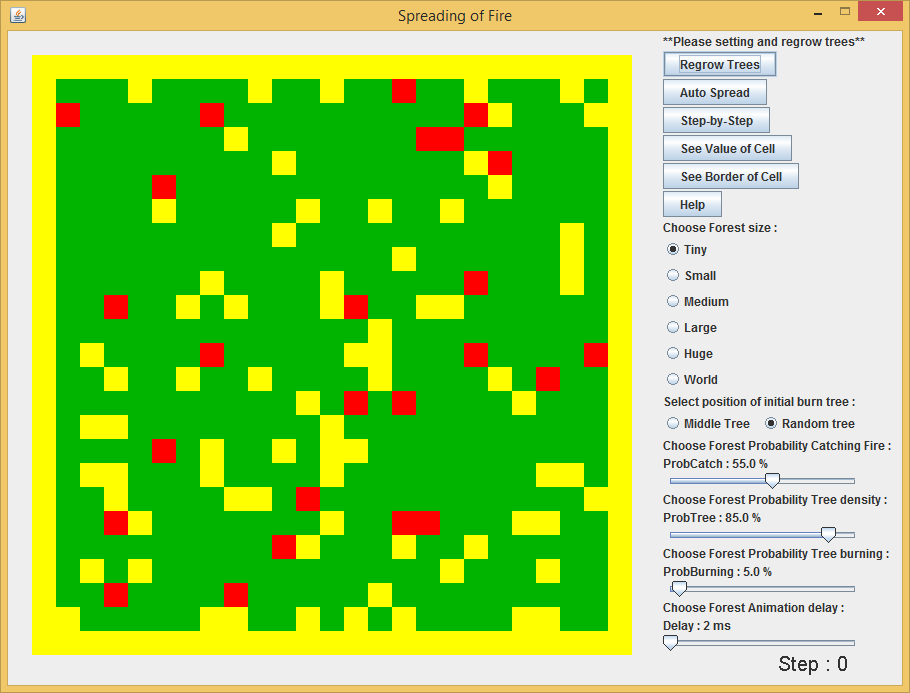 Spreading of Fire
**Please setting and regrow trees**
Regrow Trees
Auto Spread
Step-by-Step
See Value of Cell
See Border of Cell
Help
Choose Forest size :
Tiny
Small
Medium
Large
Huge
World
Select position of initial burn tree :
Middle Tree Random tree
Choose Forest Probability Catching Fire :
ProbCatch : 55.0 %
Choose Forest Probability Tree density :
ProbTree : 85.0 %
Choose Forest Probability Tree burning :
ProbBurning : 5.0 %
Choose Forest Animation delay :
Delay : 2 ms
Step : 0